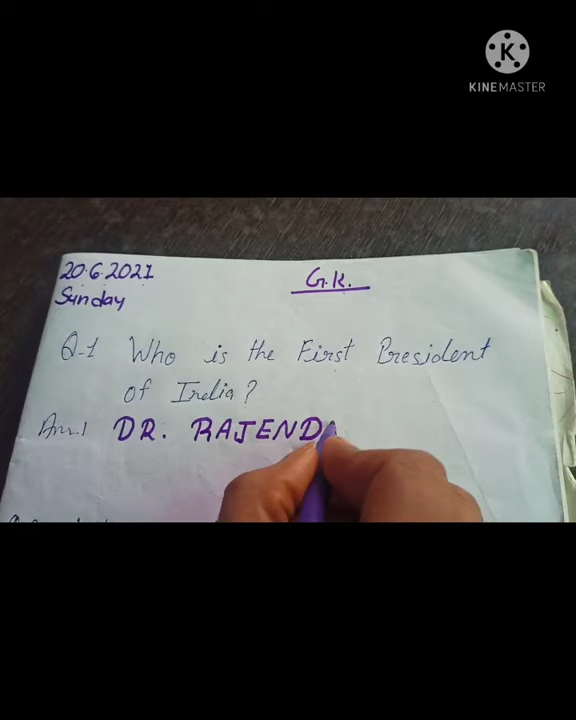 K
KINEMASTER
20.6.2021
Sunday
G.K.
Q.1 Who is the First President
of India?
Ans.1 DR. RAJEND